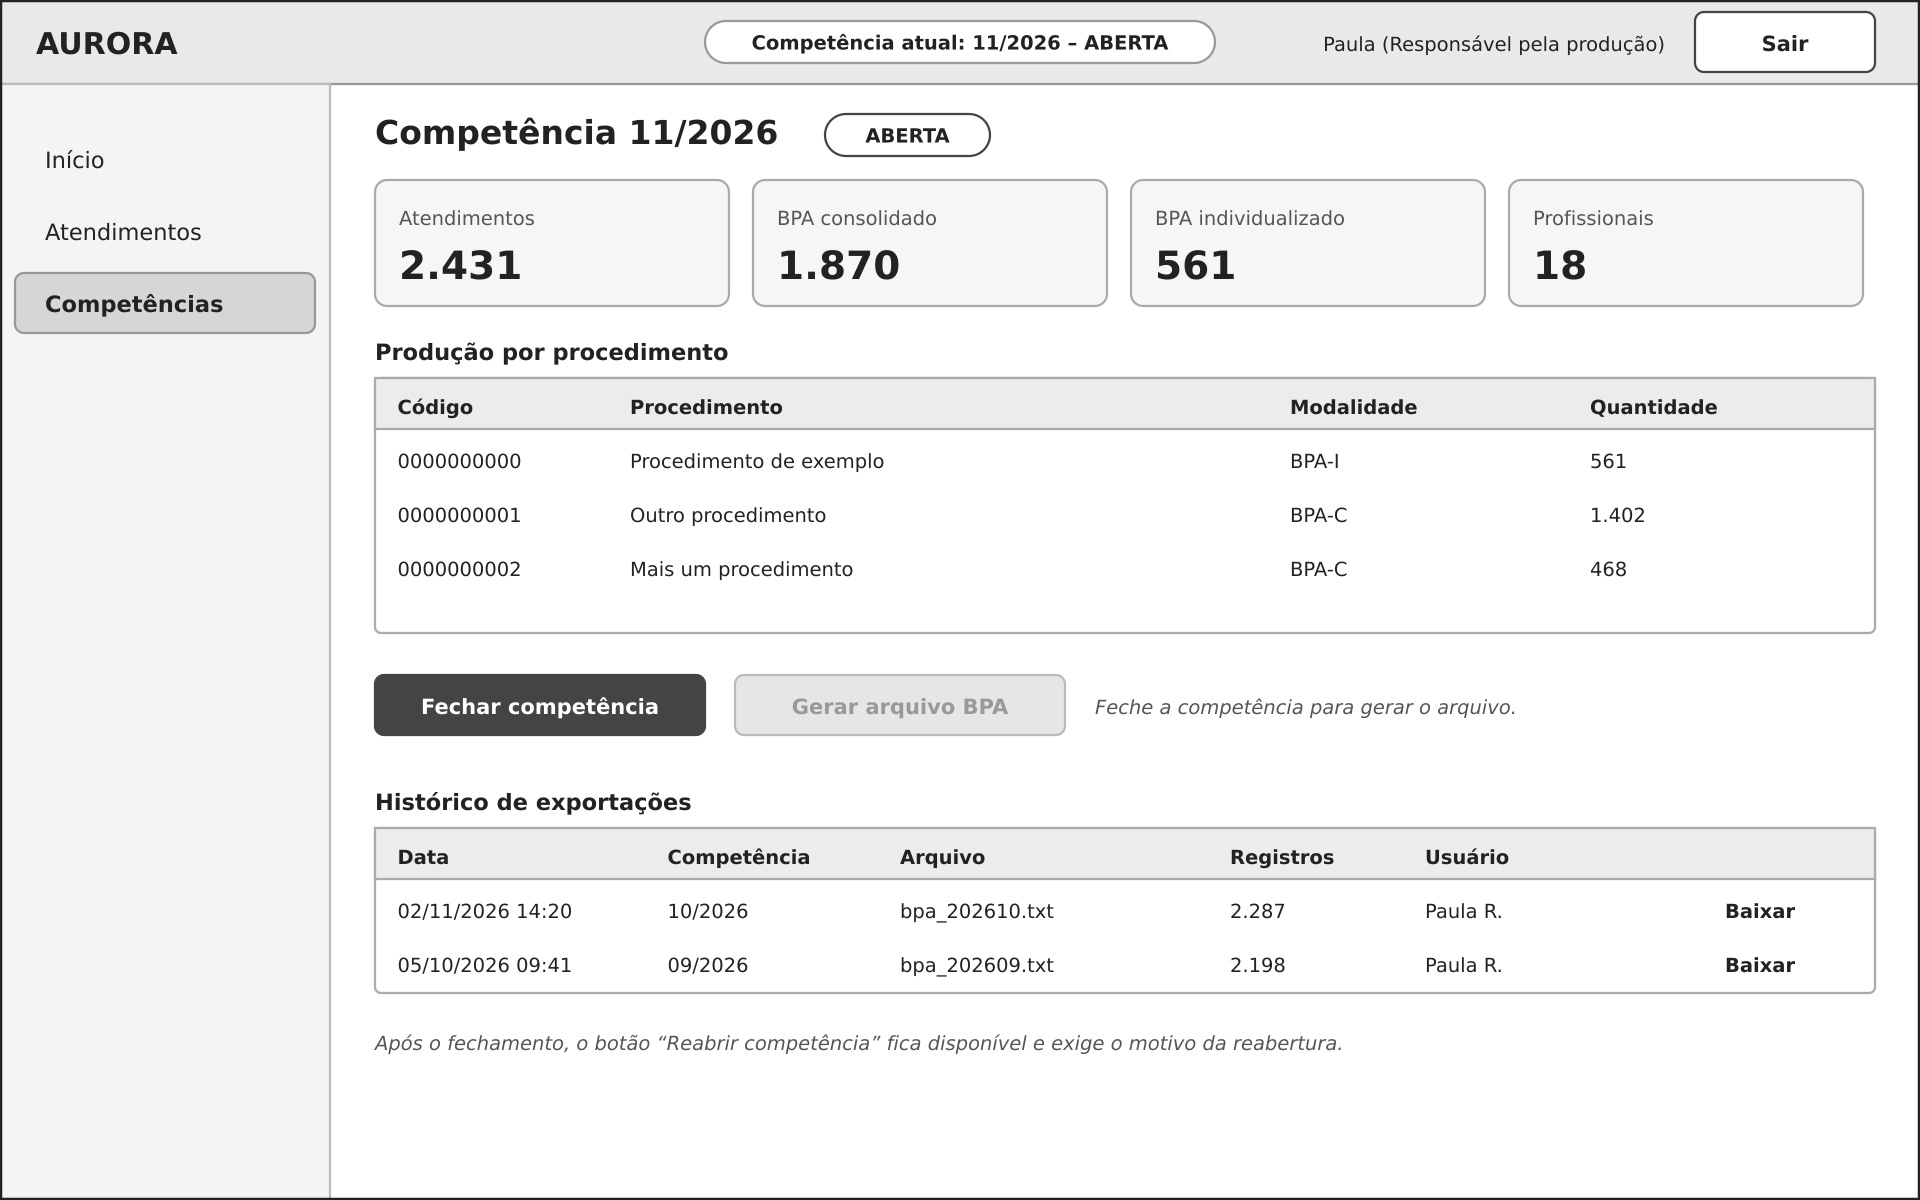 AURORA
Competência atual: 11/2026 – ABERTA
Paula (Responsável pela produção)
Sair
Início
Atendimentos
Competências
Competência 11/2026
ABERTA
Atendimentos
2.431
BPA consolidado
1.870
BPA individualizado
561
Profissionais
18
Produção por procedimento
Código Procedimento Modalidade Quantidade
0000000000 Procedimento de exemplo BPA-I 561
0000000001 Outro procedimento BPA-C 1.402
0000000002 Mais um procedimento BPA-C 468
Fechar competência
Gerar arquivo BPA
Feche a competência para gerar o arquivo.
Histórico de exportações
Data Competência Arquivo Registros Usuário
02/11/2026 14:20 10/2026 bpa_202610.txt 2.287 Paula R. Baixar
05/10/2026 09:41 09/2026 bpa_202609.txt 2.198 Paula R. Baixar
Após o fechamento, o botão “Reabrir competência” fica disponível e exige o motivo da reabertura.